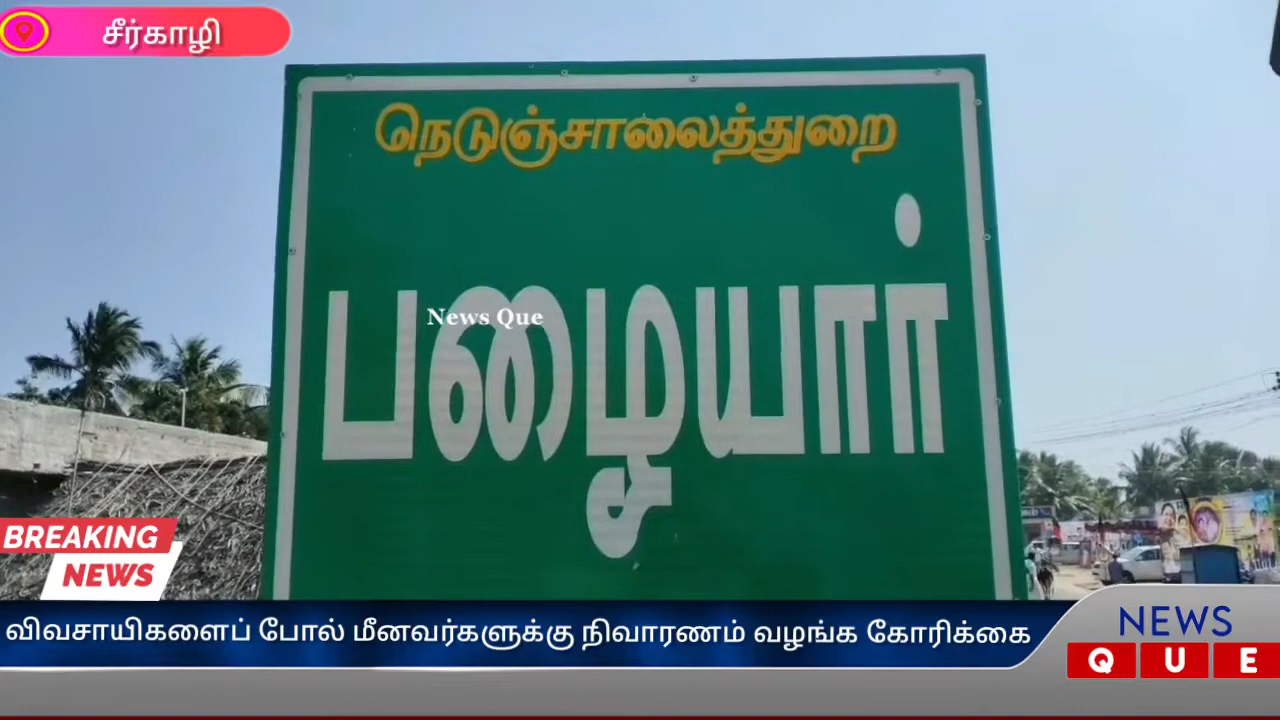 சீர்காழி
நெடுஞ்சாலைத்துறை
பழையார்
News Que
BREAKING
NEWS
விவசாயிகளைப் போல் மீனவர்களுக்கு நிவாரணம் வழங்க கோரிக்கை
NEWS
QUE